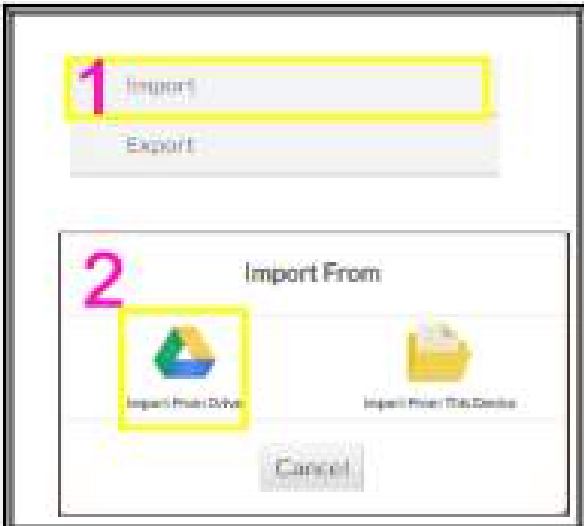 1
Import
Export
2
Import From
Import From Drive
Import From This Device
Cancel